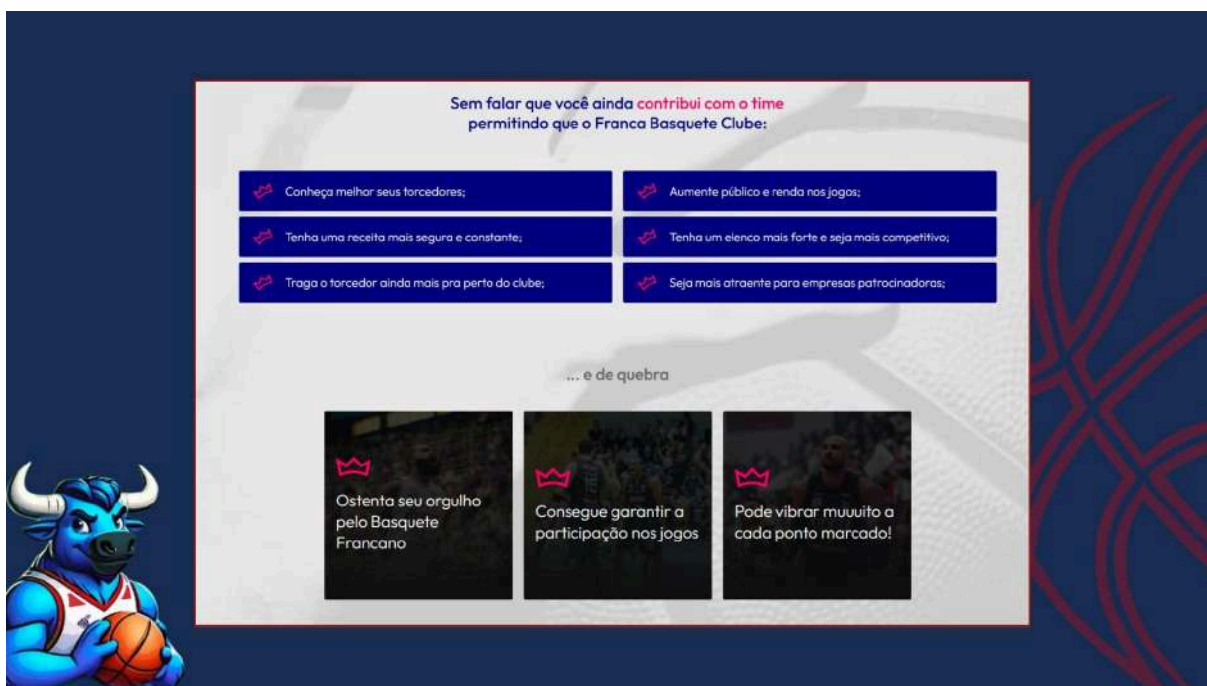 Sem falar que você ainda contribui com o time
permitindo que o Franca Basquete Clube:
Conheça melhor seus torcedores;
Aumente público e renda nos jogos;
Tenha uma receita mais segura e constante;
Tenha um elenco mais forte e seja mais competitivo;
Traga o torcedor ainda mais pra perto do clube;
Seja mais atraente para empresas patrocinadoras;
... e de quebra
Ostenta seu orgulho
pelo Basquete
Francano
Consegue garantir a
participação nos jogos
Pode vibrar muuuito a
cada ponto marcado!